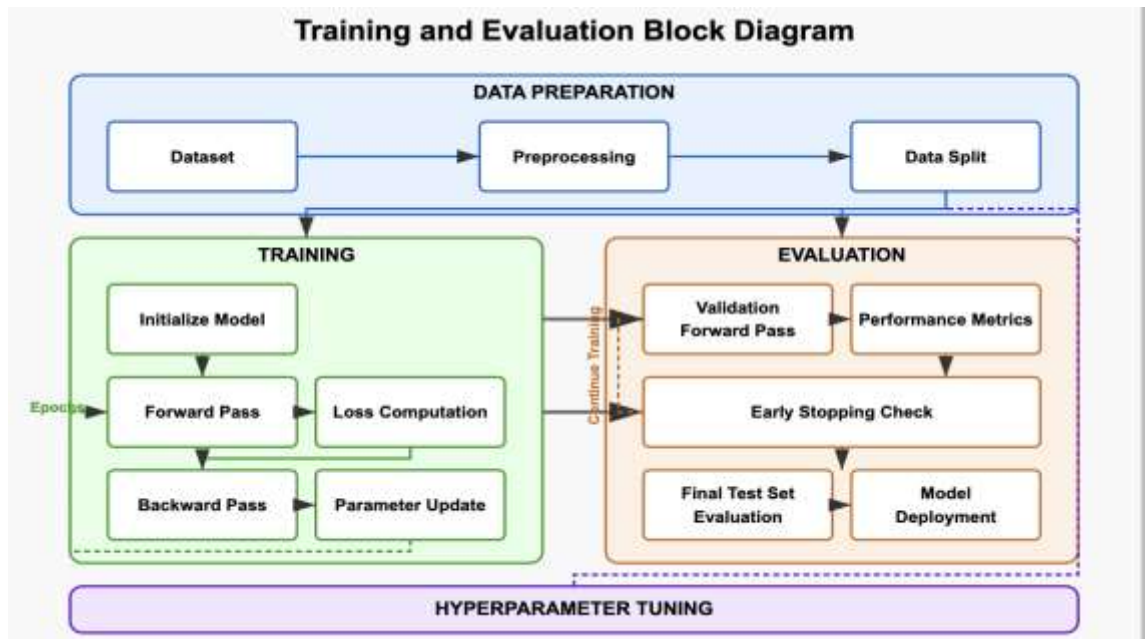 Training and Evaluation Block Diagram
DATA PREPARATION
Dataset
Preprocessing
Data Split
TRAINING
EVALUATION
Initialize Model
Validation
Forward Pass
Performance Metrics
Continue Training
Epochs
Forward Pass
Loss Computation
Early Stopping Check
Backward Pass
Parameter Update
Final Test Set
Evaluation
Model
Deployment
HYPERPARAMETER TUNING